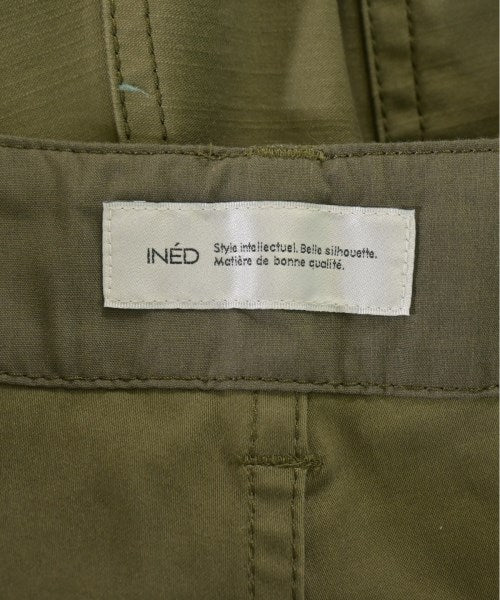 INÉD
Style intellectuel. Belle silhouette.
Matière de bonne qualité.